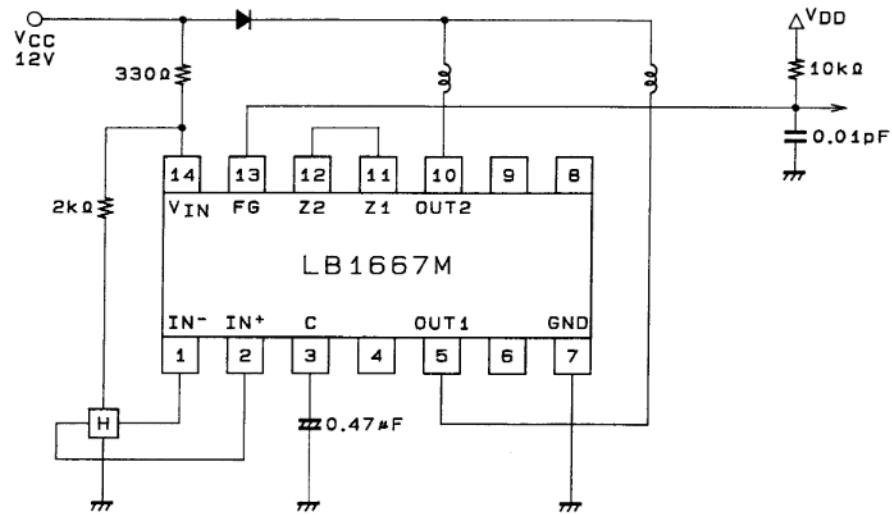 VCC
12V
VDD
330Ω
10kΩ
0.01pF
14 13 12 11 10 9 8
2kΩ
VIN FG Z2 Z1 OUT2
LB1667M
IN- IN+ C OUT1 GND
1 2 3 4 5 6 7
H
0.47μF